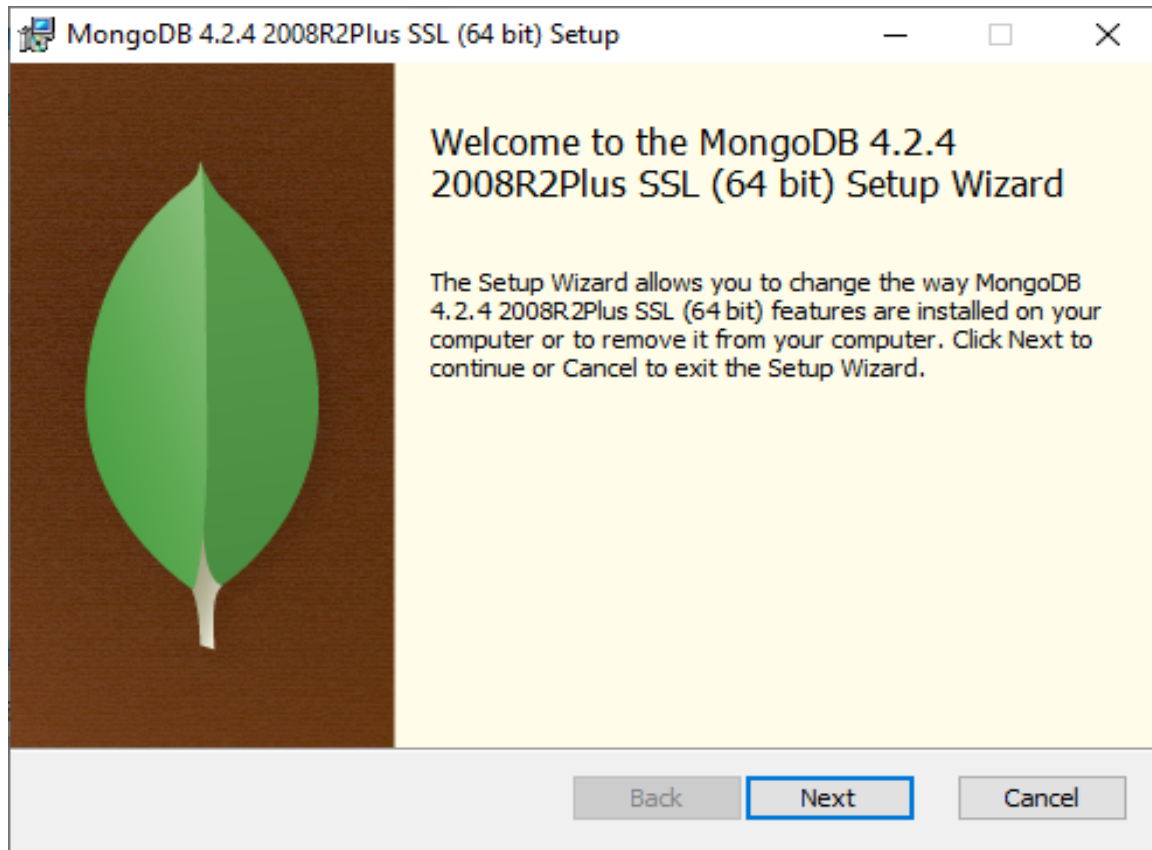 MongoDB 4.2.4 2008R2Plus SSL (64 bit) Setup
Welcome to the MongoDB 4.2.4
2008R2Plus SSL (64 bit) Setup Wizard
The Setup Wizard allows you to change the way MongoDB
4.2.4 2008R2Plus SSL (64 bit) features are installed on your
computer or to remove it from your computer. Click Next to
continue or Cancel to exit the Setup Wizard.
Back
Next
Cancel